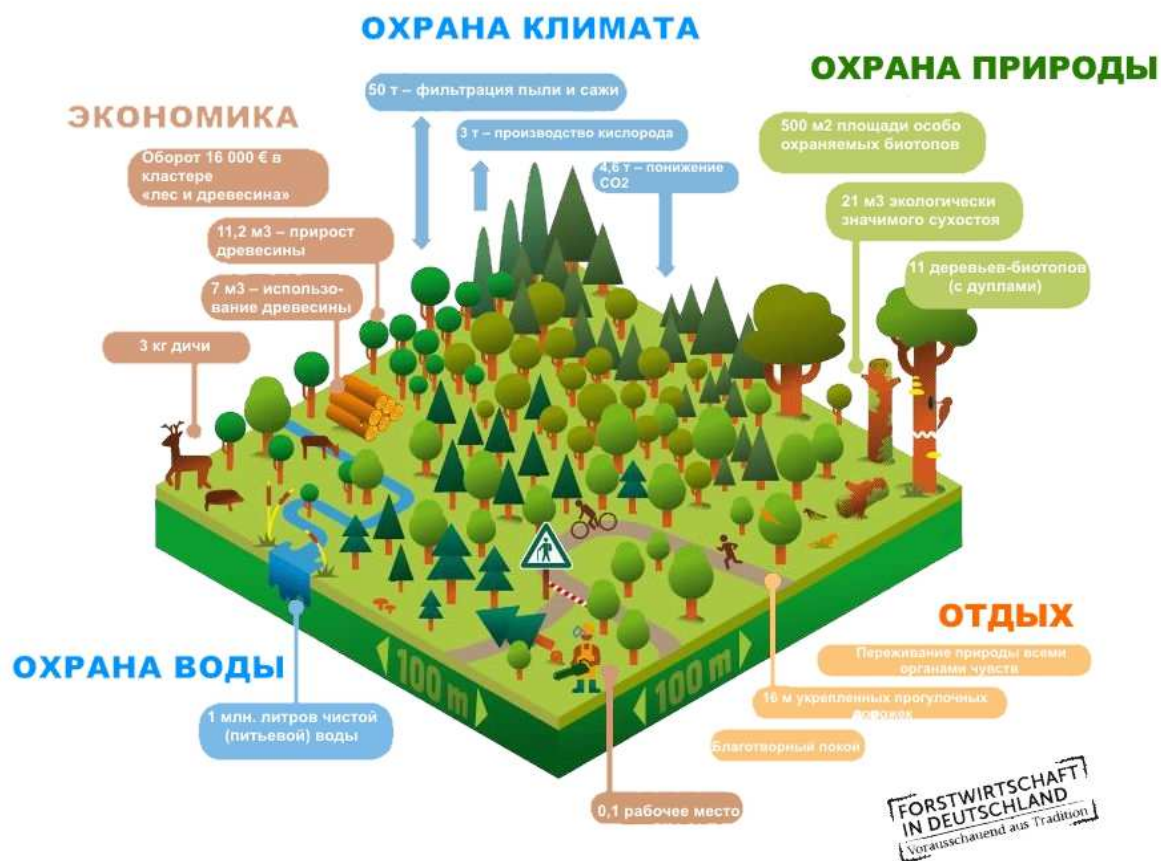 ОХРАНА КЛИМАТА
50 т – фильтрация пыли и сажи
3 т – производство кислорода
4,6 т – понижение
СО2
ОХРАНА ПРИРОДЫ
500 м2 площади особо
охраняемых биотопов
21 м3 экологически
значимого сухостоя
11 деревьев-биотопов
(с дуплами)
ЭКОНОМИКА
Оборот 16 000 € в
кластере
«лес и древесина»
11,2 м3 – прирост
древесины
7 м3 – использо-
вание древесины
3 кг дичи
ОХРАНА ВОДЫ
1 млн. литров чистой
(питьевой) воды
100 m
100 m
0,1 рабочее место
ОТДЫХ
Переживание природы всеми
органами чувств
16 м укрепленных прогулочных
дорожек
Благотворный покой
FORSTWIRTSCHAFT
IN DEUTSCHLAND
Vorausschauend aus Tradition